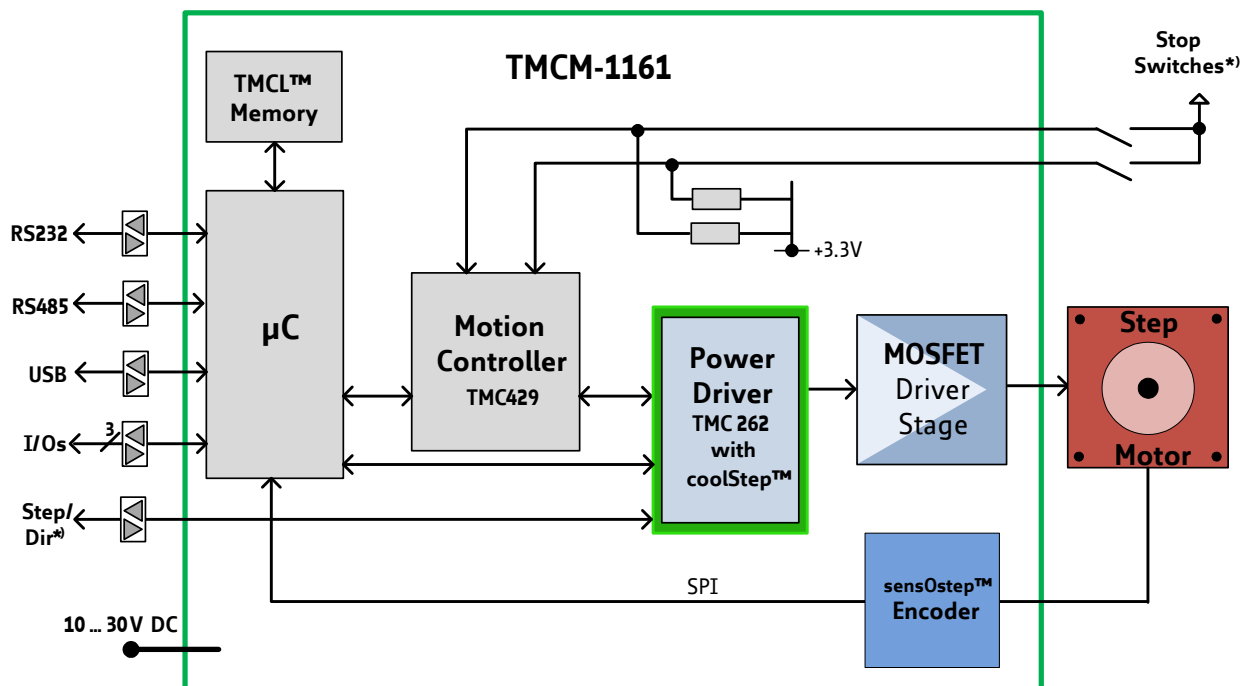 TMCM-1161
Stop
Switches*)
TMCL™
Memory
RS232
+3.3V
RS485
µC
Motion
Controller
TMC429
Power
Driver
TMC 262
with
coolStep™
MOSFET
Driver
Stage
Step
Motor
USB
3
I/Os
Step/
Dir*)
SPI
sensOstep™
Encoder
10 ... 30V DC